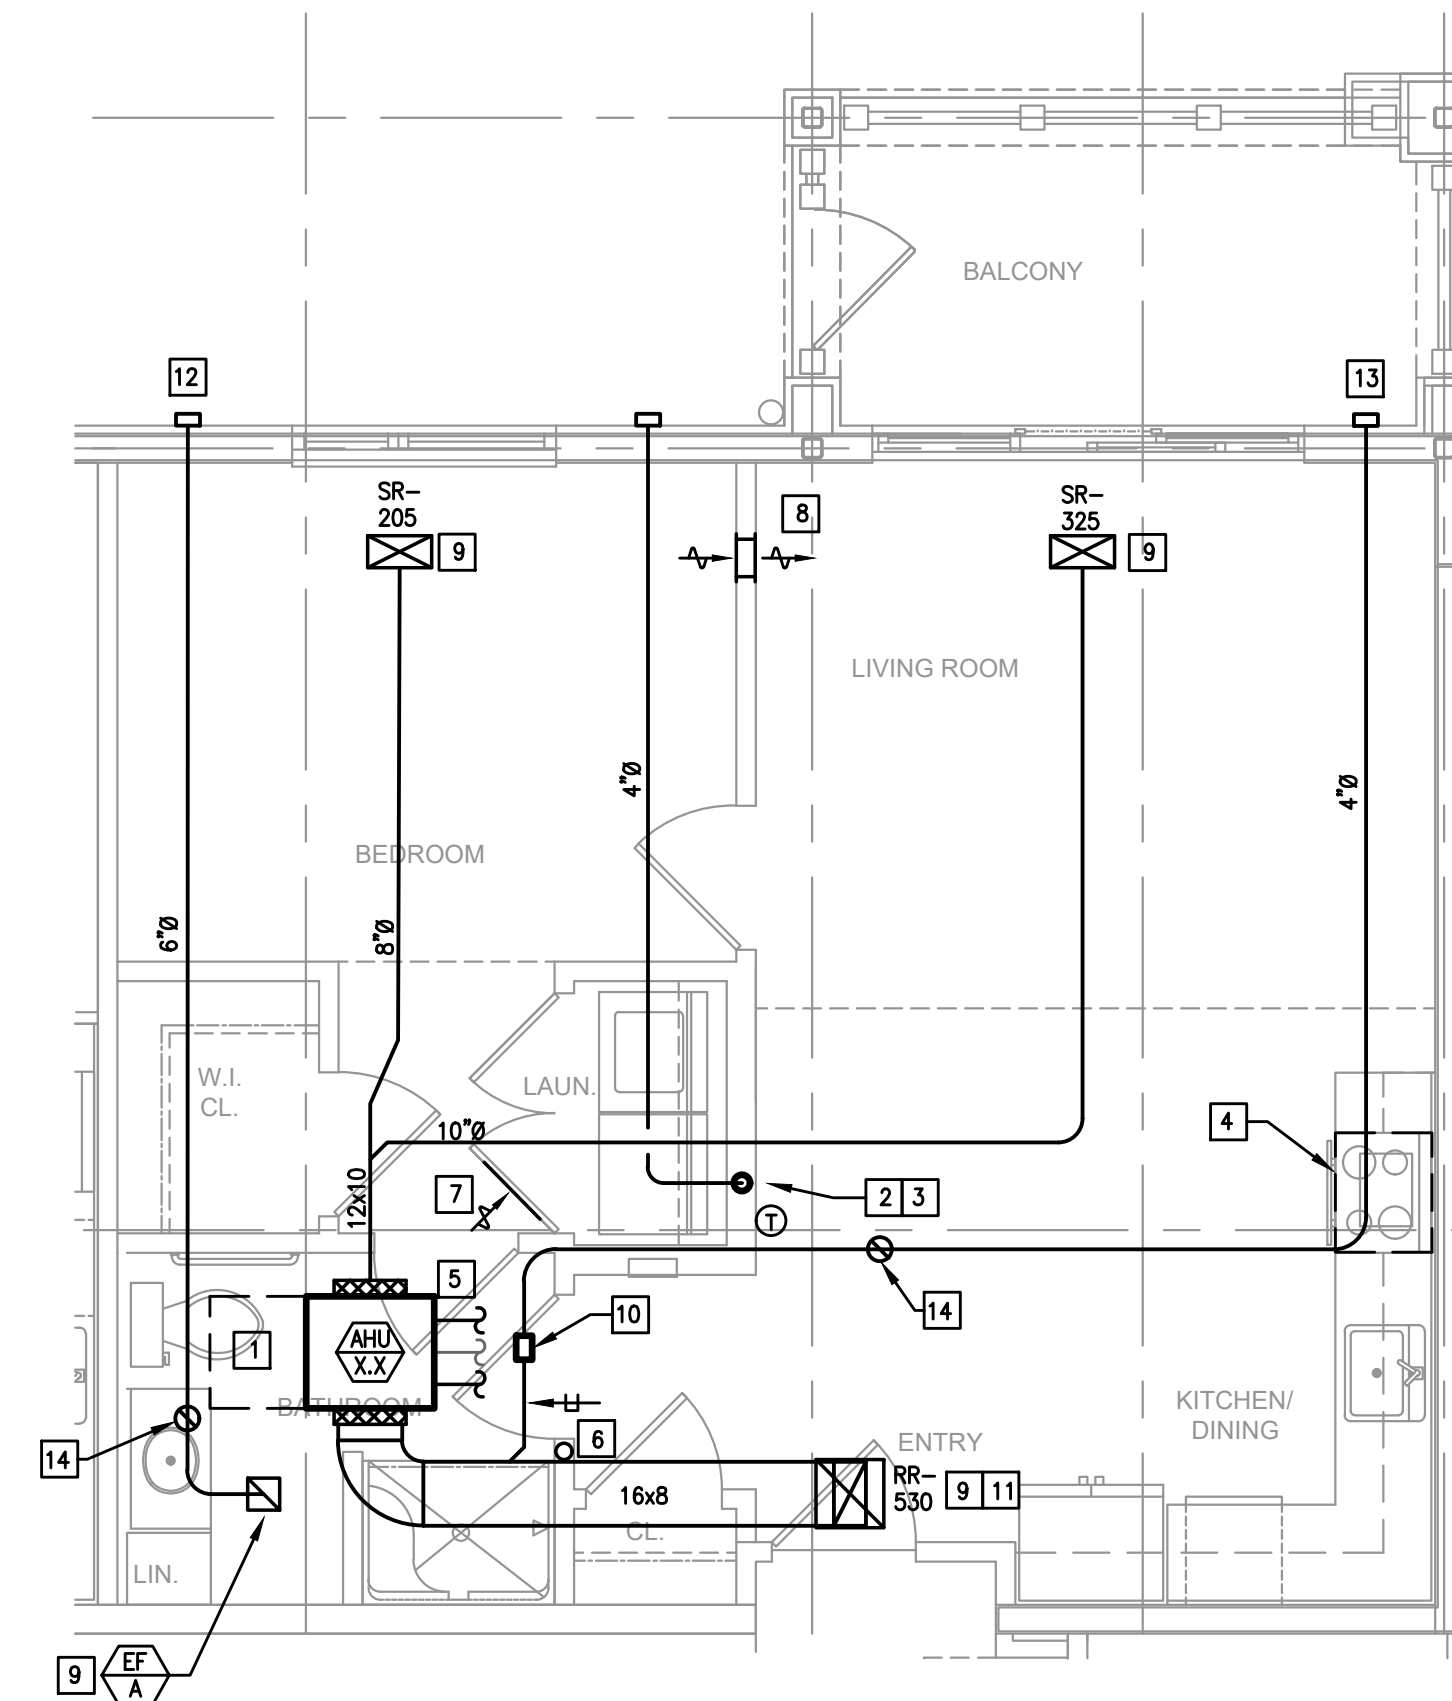 BALCONY
12
13
SR-
205
9
8
SR-
325
9
LIVING ROOM
4"Ø
4"Ø
BEDROOM
6"Ø
8"Ø
W.I.
CL.
LAUN.
10"Ø
4
12x10
7
2 3
T
5
14
10
1
AHU
X.X
BATHROOM
KITCHEN/
DINING
14
6
ENTRY
RR-
530
9 11
16x8
CL.
LIN.
9
EF
A